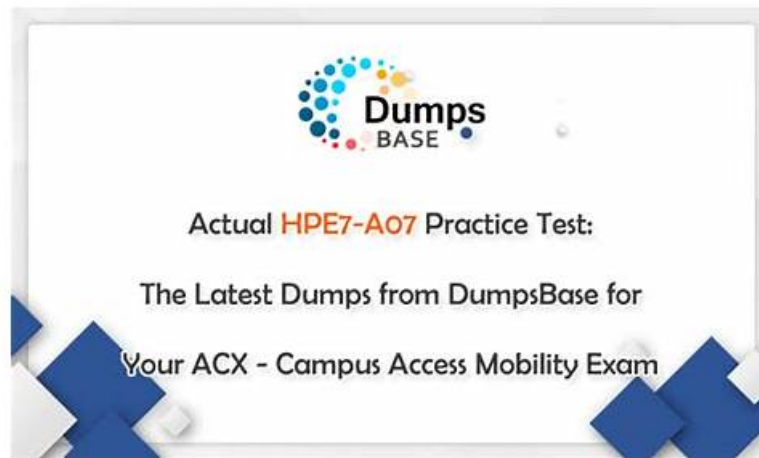 Dumps
BASE
Actual HPE7-A07 Practice Test:
The Latest Dumps from DumpsBase for
Your ACX - Campus Access Mobility Exam